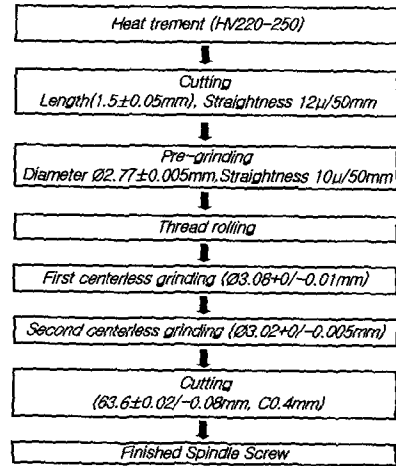 Heat trement (HV220-250)
Cutting
Length(1.5±0.05mm), Straightness 12μ/50mm
Pre-grinding
Diameter Ø2.77±0.005mm,Straightness 10μ/50mm
Thread rolling
First centerless grinding (Ø3.08+0/-0.01mm)
Second centerless grinding (Ø3.02+0/-0.005mm)
Cutting
(63.6±0.02/-0.08mm, C0.4mm)
Finished Spindle Screw